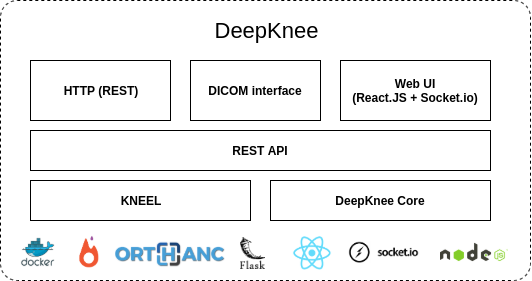 DeepKnee
HTTP (REST)
DICOM interface
Web UI
(React.JS + Socket.io)
REST API
KNEEL
DeepKnee Core
docker
ORTHANC
Flask
socket.io
node
JS